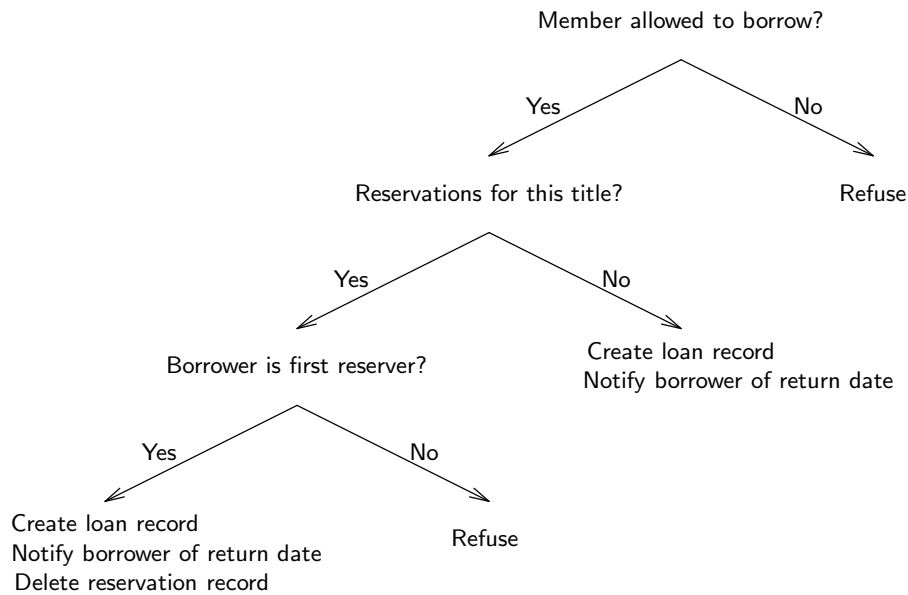 Member allowed to borrow?
Yes
No
Reservations for this title?
Refuse
Yes
No
Borrower is first reserver?
Create loan record
Notify borrower of return date
Yes
No
Create loan record
Notify borrower of return date
Delete reservation record
Refuse